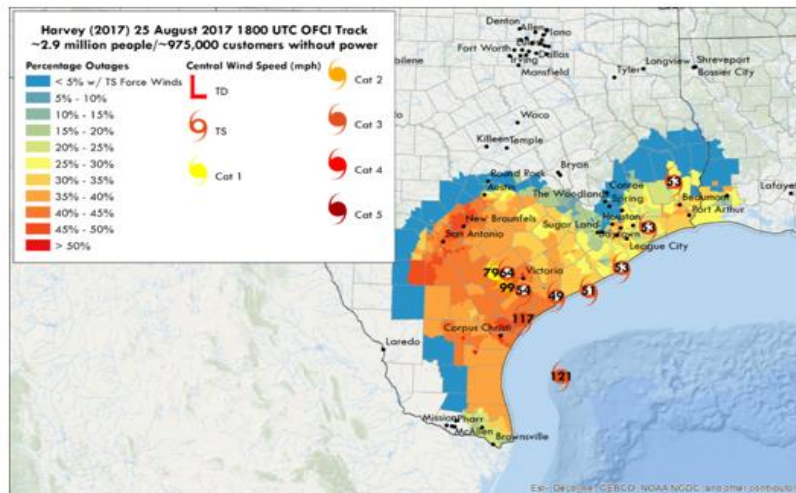 Harvey (2017) 25 August 2017 1800 UTC OFCI Track
~2.9 million people/~975,000 customers without power
Percentage Outages
< 5% w/ TS Force Winds
5% - 10%
10% - 15%
15% - 20%
20% - 25%
25% - 30%
30% - 35%
35% - 40%
40% - 45%
45% - 50%
> 50%
Central Wind Speed (mph)
TD
TS
Cat 1
Cat 2
Cat 3
Cat 4
Cat 5
Denton
Allen
Plano
Fort Worth
Dallas
Irving
Mansfield
Tyler
Longview
Shreveport
Bossier City
Waco
Killeen
Temple
Bryan
Round Rock
Austin
The Woodlands
Conroe
Spring
53
Beaumont
Port Arthur
New Braunfels
San Antonio
Sugar Land
Houston
Baytown
League City
53
53
79
64
Victoria
99
54
49
51
117
Corpus Christi
Laredo
121
Mission
Pharr
McAllen
Brownsville
GEBCO, NOAA NGDC, and other contributors